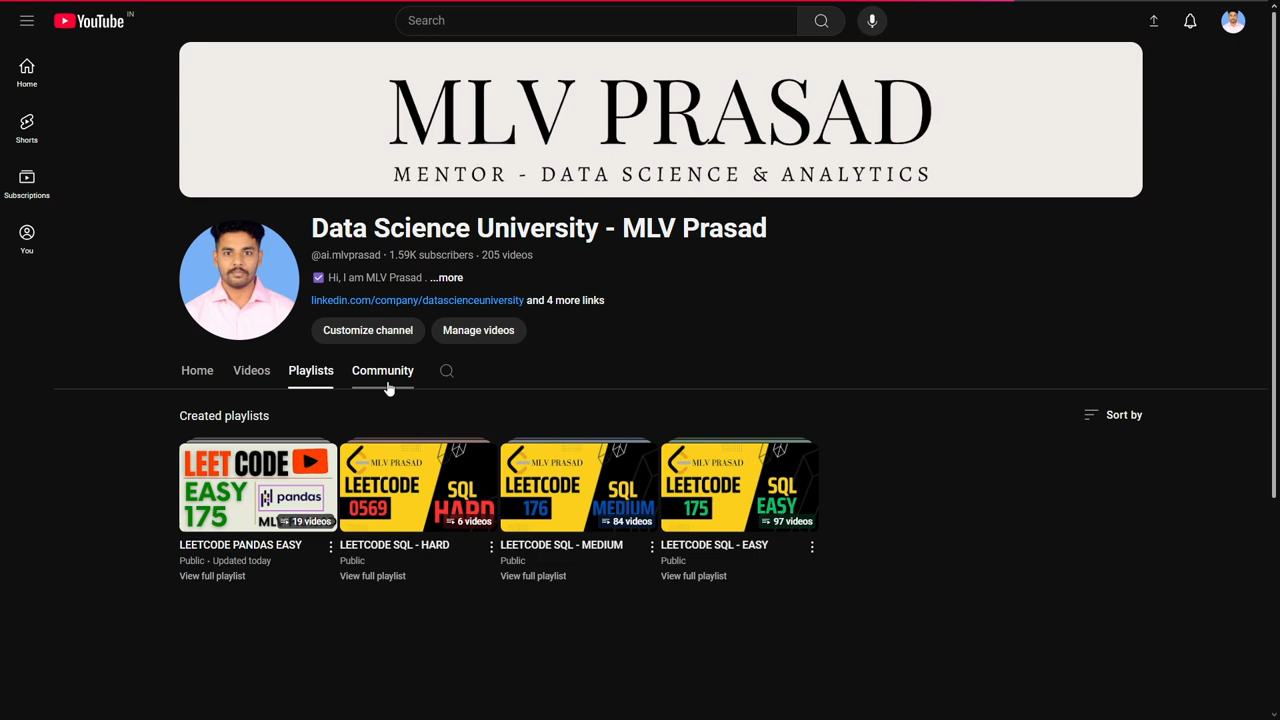 YouTube IN
Search
Home
Shorts
Subscriptions
You
MLV PRASAD
MENTOR - DATA SCIENCE & ANALYTICS
Data Science University - MLV Prasad
@ai.mlvprasad · 1.59K subscribers · 205 videos
Hi, I am MLV Prasad . ...more
linkedin.com/company/datascienceuniversity and 4 more links
Customize channel Manage videos
Home Videos Playlists Community
Created playlists Sort by
LEETCODE
EASY pandas
175
19 videos
MLV PRASAD
LEETCODE
0569 SQL
HARD
6 videos
MLV PRASAD
LEETCODE
176 SQL
MEDIUM
84 videos
MLV PRASAD
LEETCODE
175 SQL
EASY
97 videos
LEETCODE PANDAS EASY
Public · Updated today
View full playlist
LEETCODE SQL - HARD
Public
View full playlist
LEETCODE SQL - MEDIUM
Public
View full playlist
LEETCODE SQL - EASY
Public
View full playlist